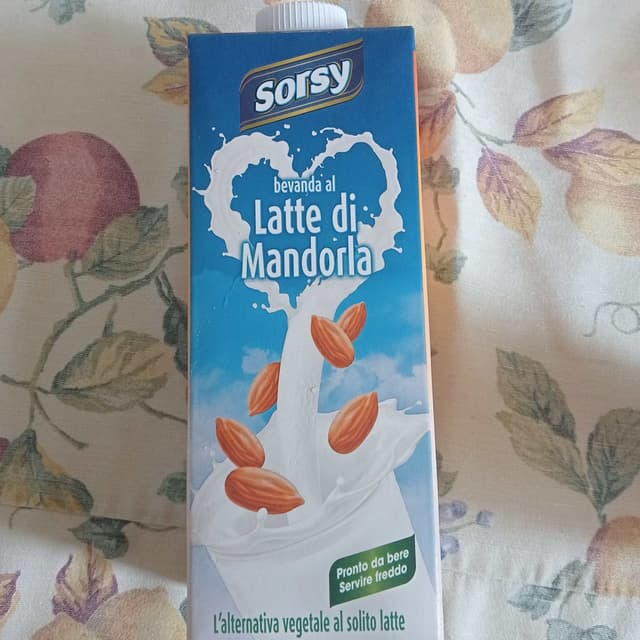 sorsy
bevanda al
Latte di
Mandorla
Pronto da bere
Servire freddo
L'alternativa vegetale al solito latte